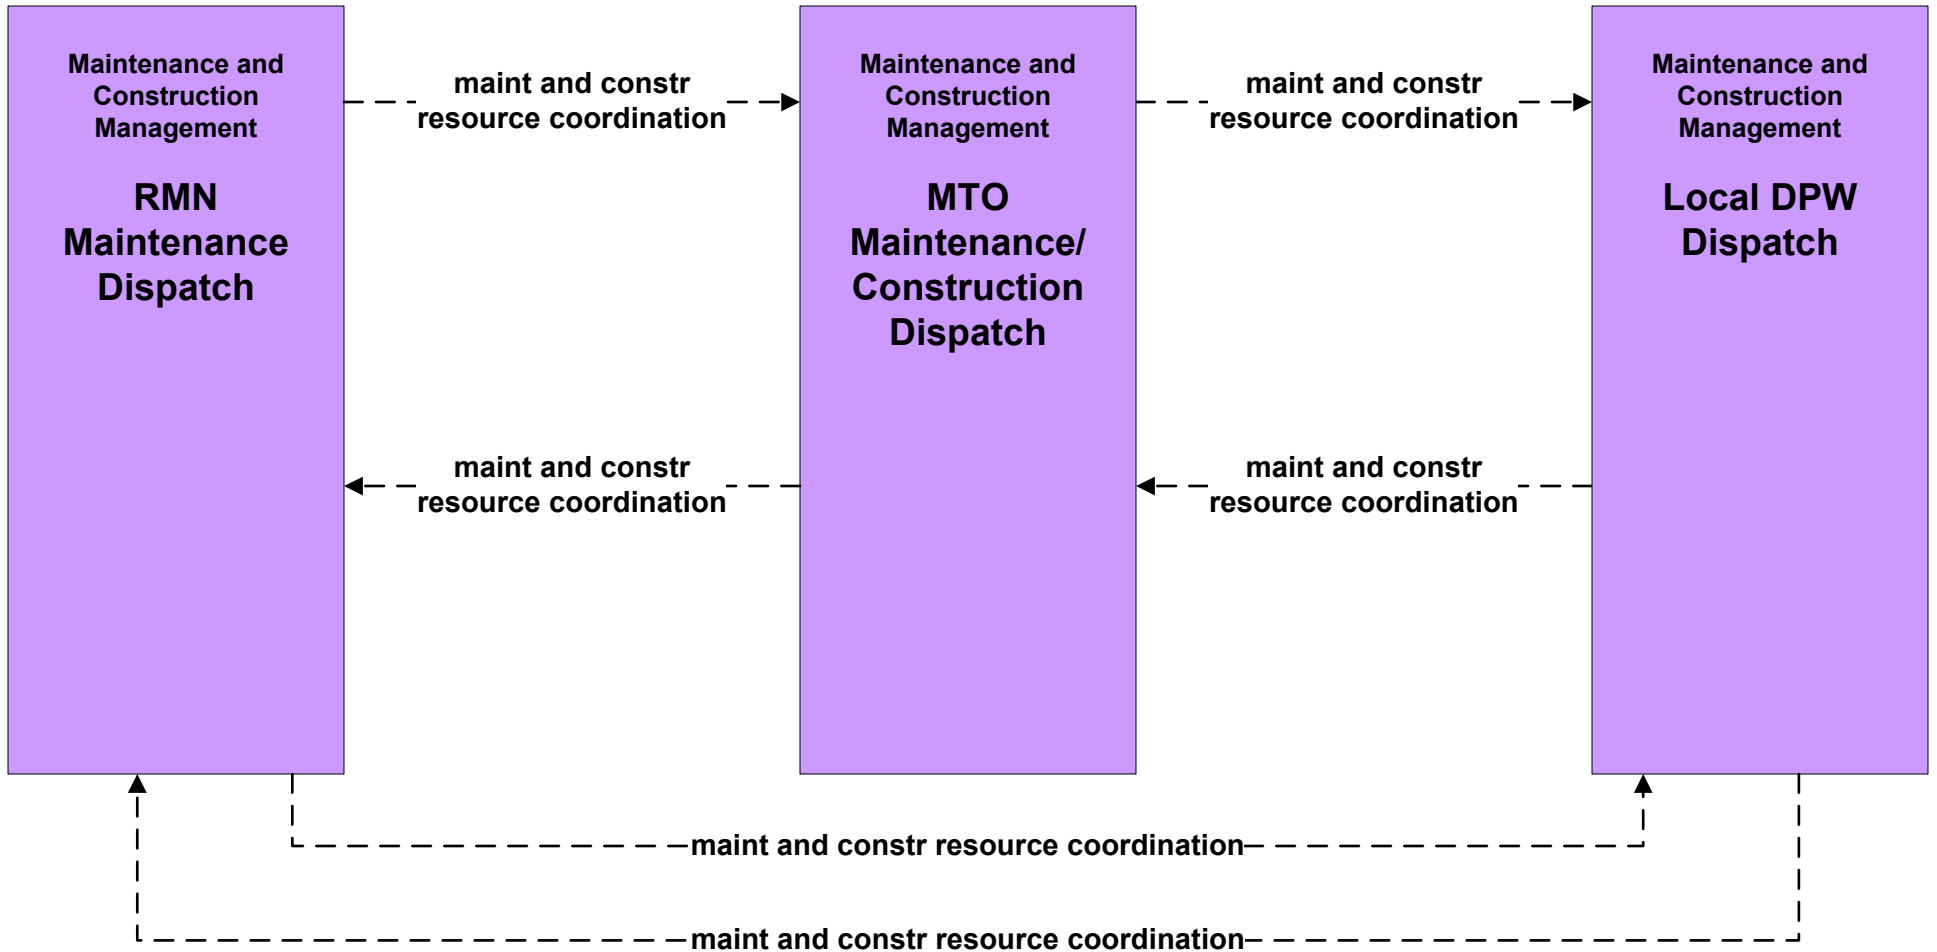 Maintenance and
Construction
Management
RMN
Maintenance
Dispatch
maint and constr
resource coordination
Maintenance and
Construction
Management
MTO
Maintenance/
Construction
Dispatch
maint and constr
resource coordination
Maintenance and
Construction
Management
Local DPW
Dispatch
maint and constr
resource coordination
maint and constr
resource coordination
maint and constr resource coordination
maint and constr resource coordination